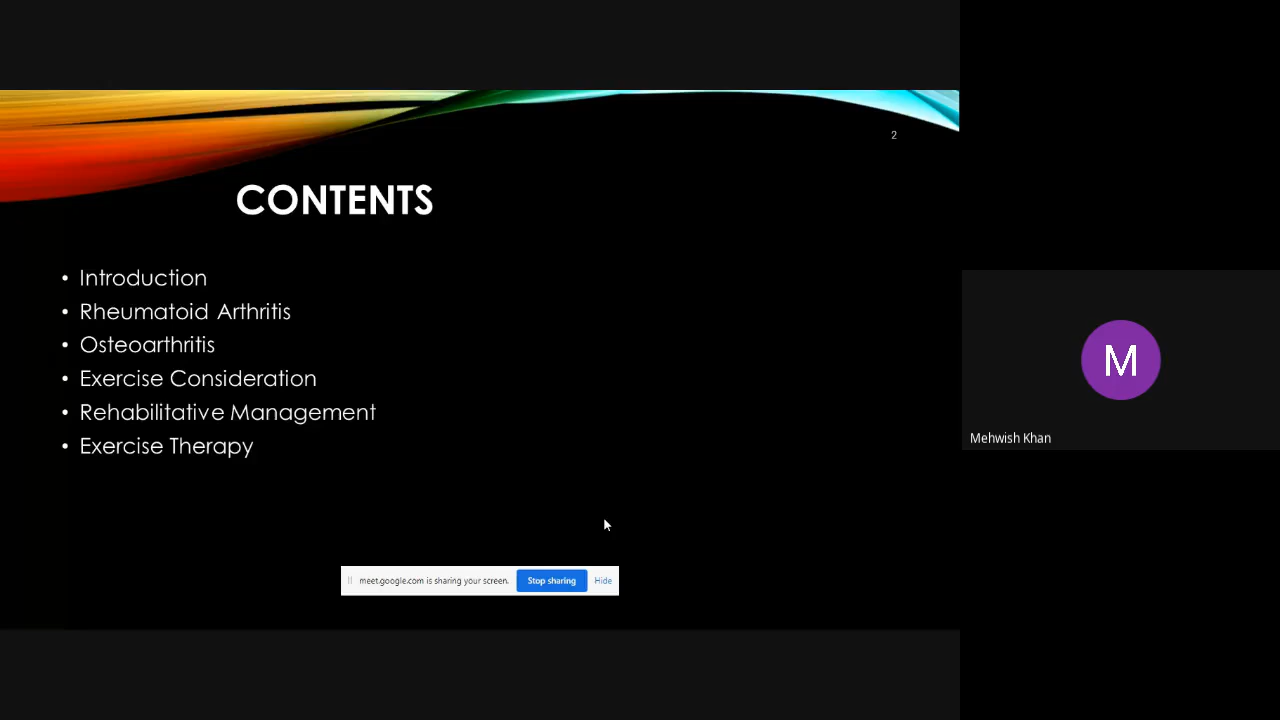 2
CONTENTS
• Introduction
• Rheumatoid Arthritis
• Osteoarthritis
• Exercise Consideration
• Rehabilitative Management
• Exercise Therapy
M
Mehwish Khan
meet.google.com is sharing your screen. Stop sharing Hide